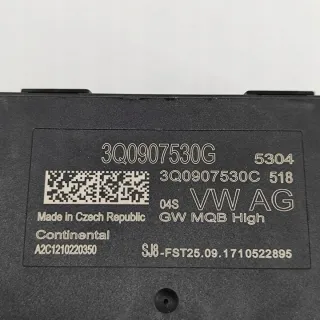 3Q0907530G 5304
3Q0907530C 518
04S VW AG
Made in Czech Republic GW MQB High
Continental
A2C1210220350 SJ8-FST25.09.1710522895